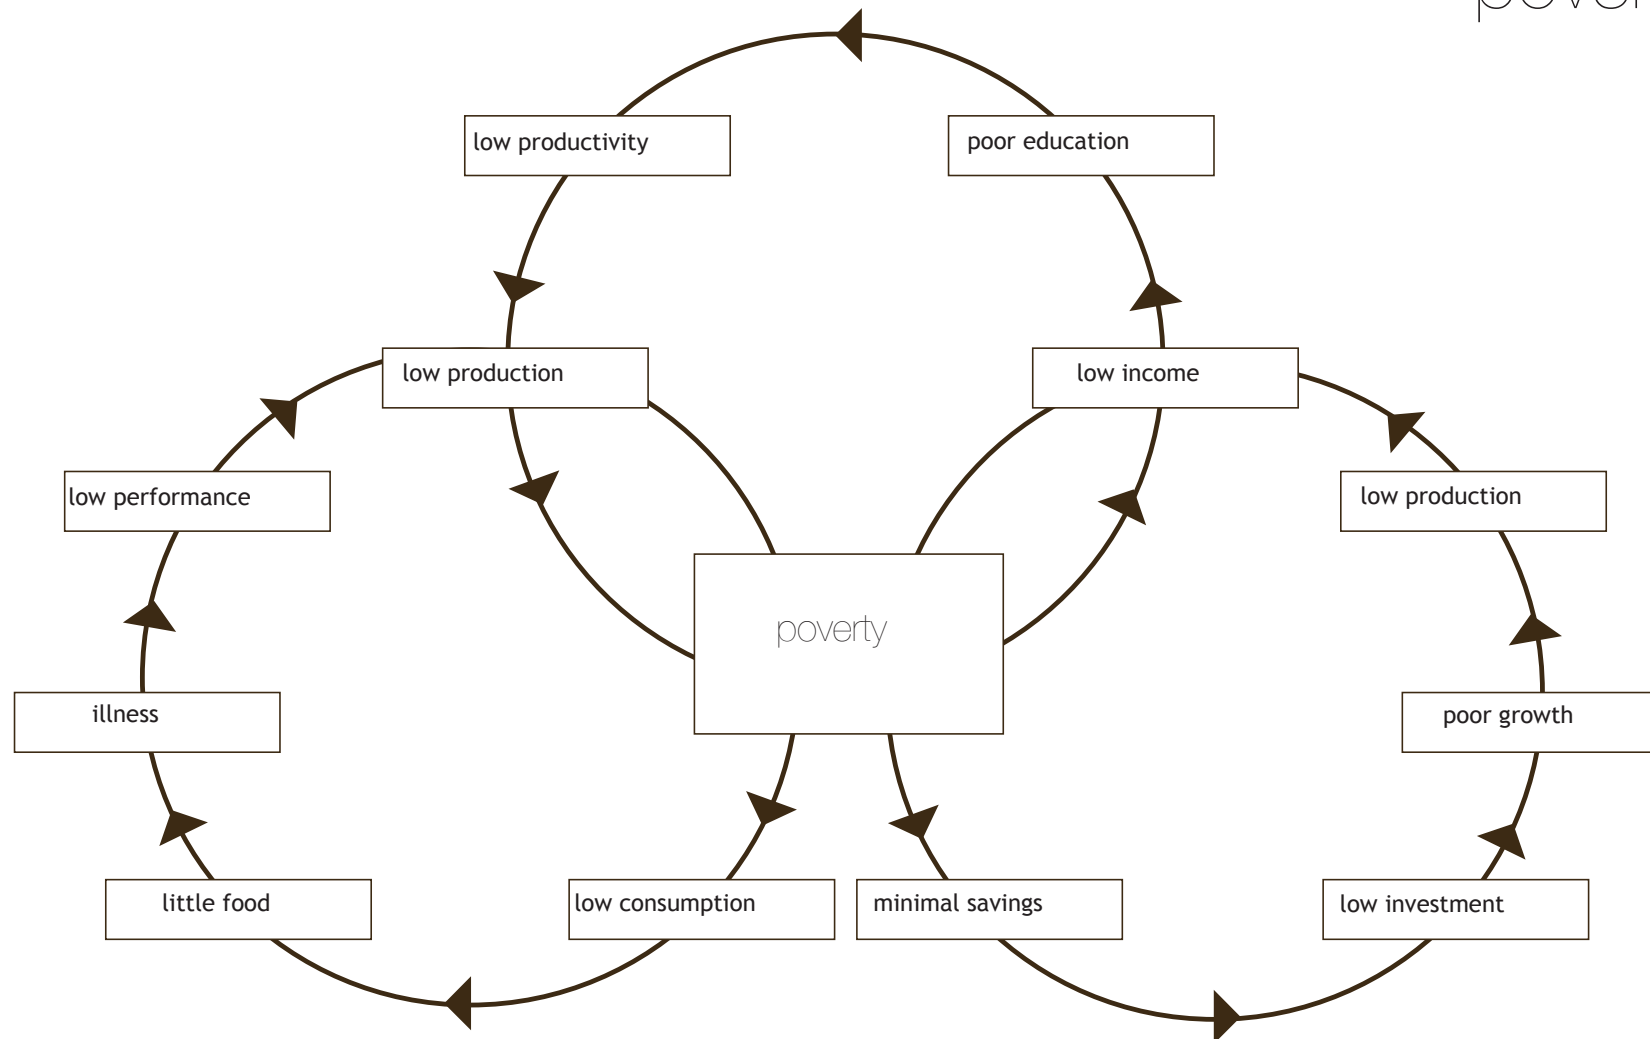 low productivity
poor education
low production
low income
low performance
low production
poverty
illness
poor growth
little food
low consumption
minimal savings
low investment